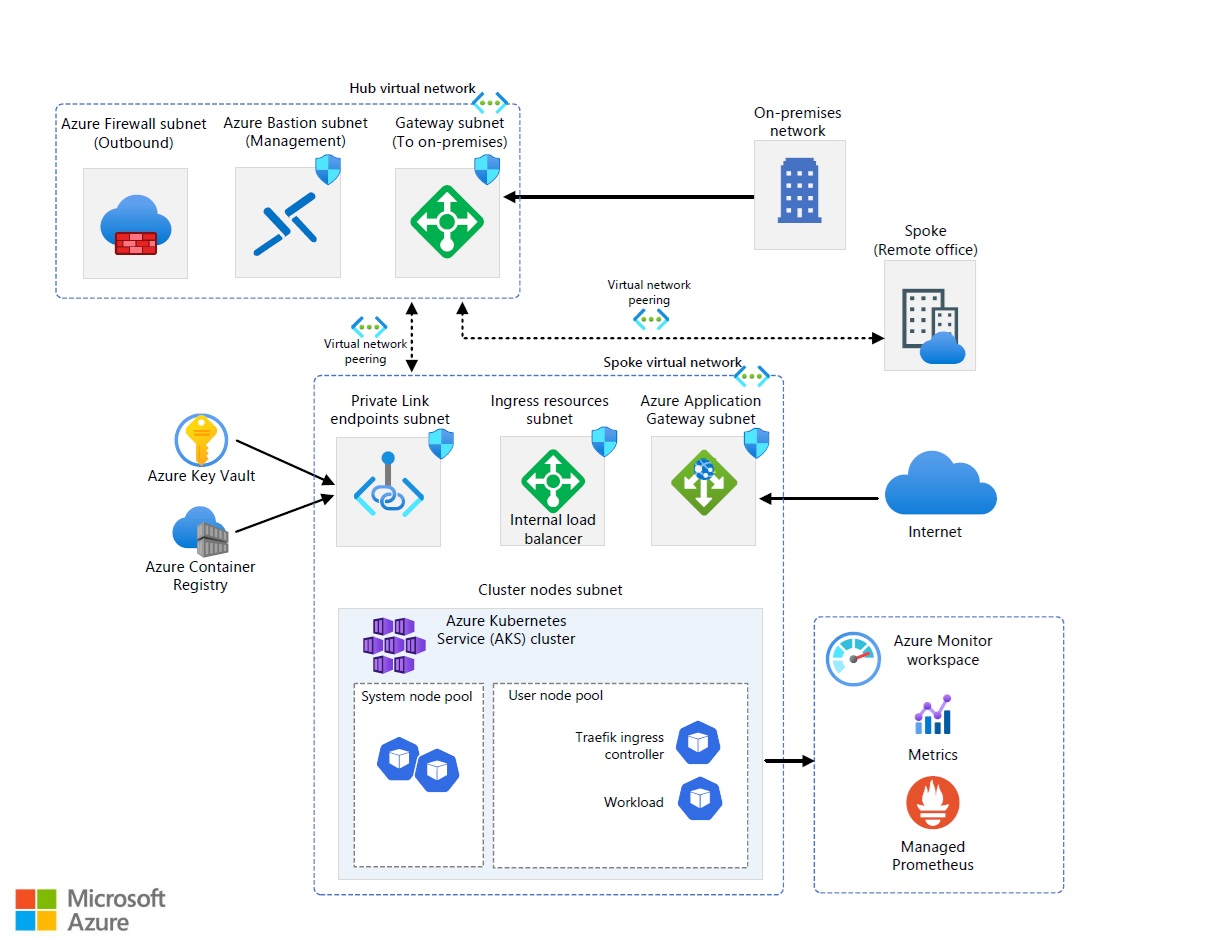 Hub virtual network
Azure Firewall subnet
(Outbound)
Azure Bastion subnet
(Management)
Gateway subnet
(To on-premises)
On-premises
network
Spoke
(Remote office)
Virtual network
peering
Virtual network
peering
Spoke virtual network
Private Link
endpoints subnet
Ingress resources
subnet
Azure Application
Gateway subnet
Azure Key Vault
Internal load
balancer
Internet
Azure Container
Registry
Cluster nodes subnet
Azure Kubernetes
Service (AKS) cluster
System node pool
User node pool
Traefik ingress
controller
Workload
Azure Monitor
workspace
Metrics
Managed
Prometheus
Microsoft
Azure